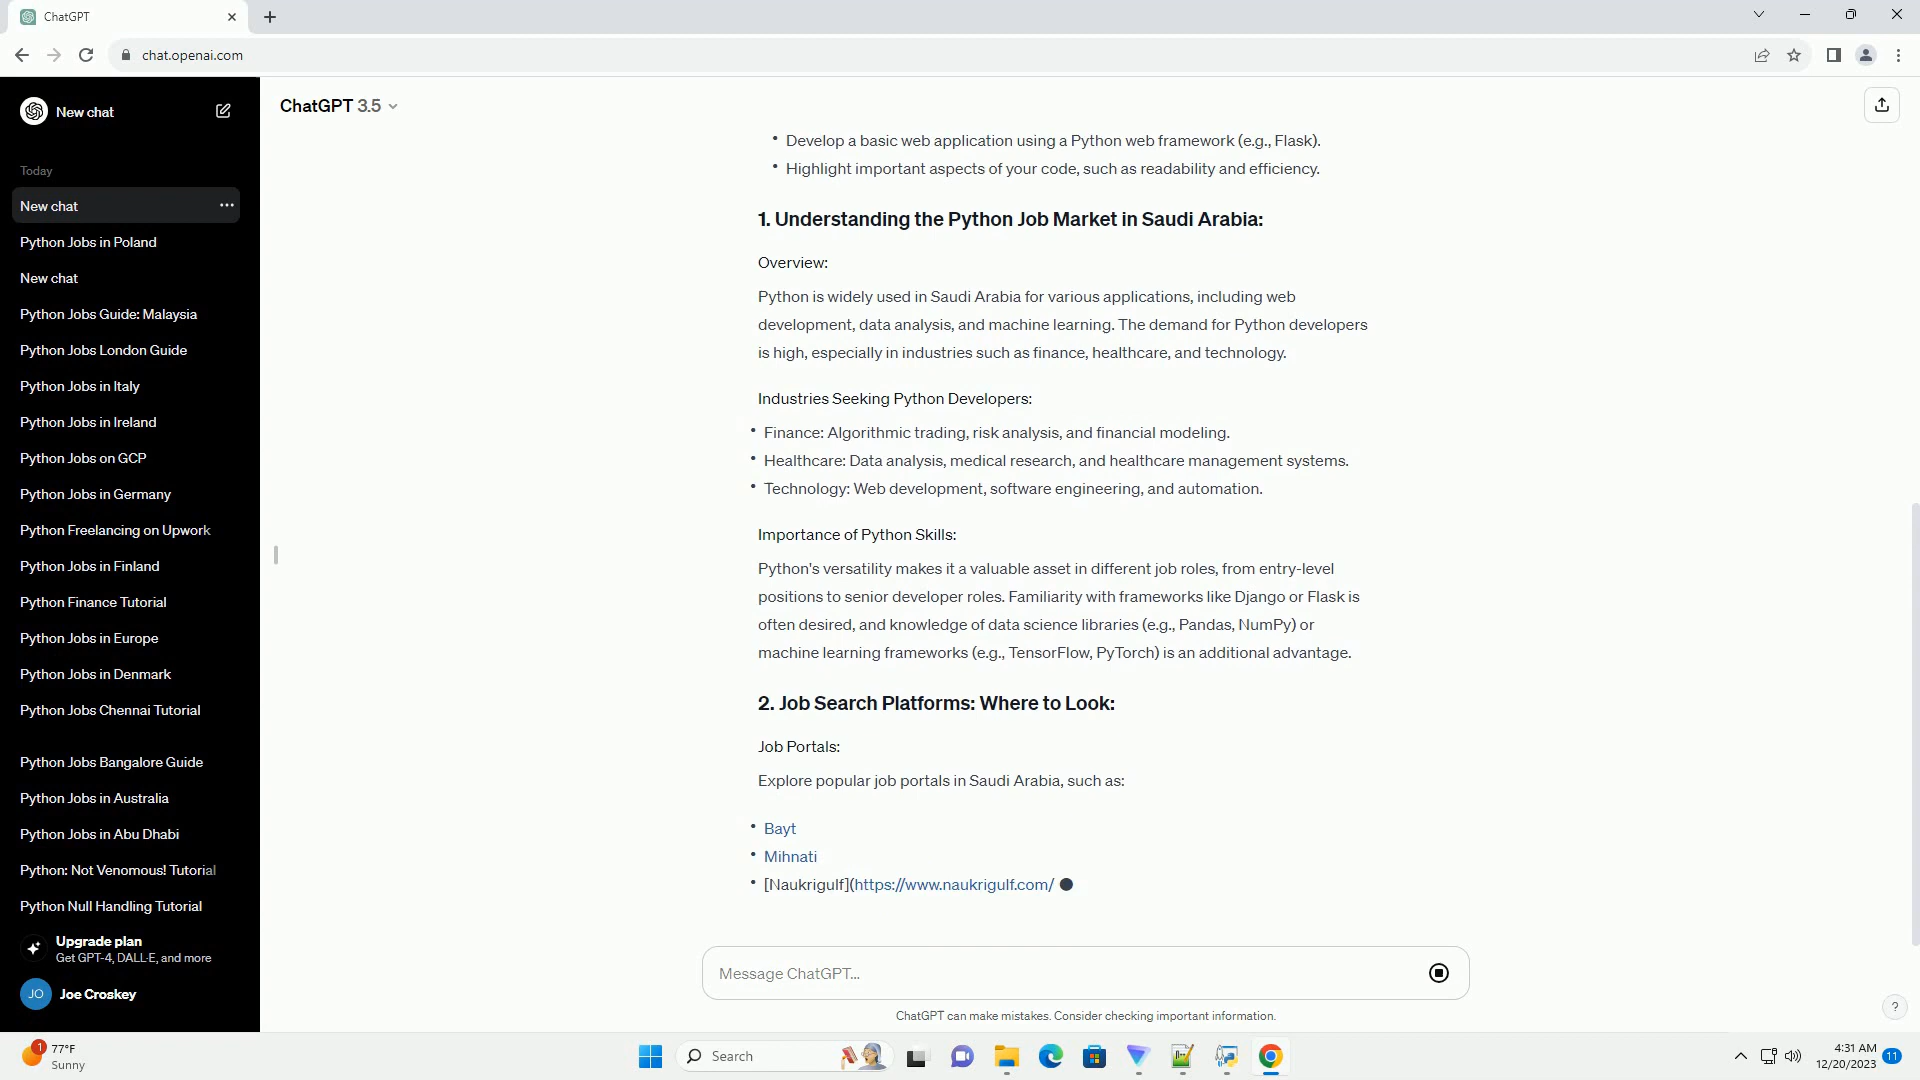 ChatGPT
chat.openai.com
New chat
Today
New chat
Python Jobs in Poland
New chat
Python Jobs Guide: Malaysia
Python Jobs London Guide
Python Jobs in Italy
Python Jobs in Ireland
Python Jobs on GCP
Python Jobs in Germany
Python Freelancing on Upwork
Python Jobs in Finland
Python Finance Tutorial
Python Jobs in Europe
Python Jobs in Denmark
Python Jobs Chennai Tutorial
Python Jobs Bangalore Guide
Python Jobs in Australia
Python Jobs in Abu Dhabi
Python: Not Venomous! Tutorial
Python Null Handling Tutorial
Upgrade plan
Get GPT-4, DALL·E, and more
JO Joe Croskey
ChatGPT 3.5
• Develop a basic web application using a Python web framework (e.g., Flask).
• Highlight important aspects of your code, such as readability and efficiency.
1. Understanding the Python Job Market in Saudi Arabia:
Overview:
Python is widely used in Saudi Arabia for various applications, including web
development, data analysis, and machine learning. The demand for Python developers
is high, especially in industries such as finance, healthcare, and technology.
Industries Seeking Python Developers:
• Finance: Algorithmic trading, risk analysis, and financial modeling.
• Healthcare: Data analysis, medical research, and healthcare management systems.
• Technology: Web development, software engineering, and automation.
Importance of Python Skills:
Python's versatility makes it a valuable asset in different job roles, from entry-level
positions to senior developer roles. Familiarity with frameworks like Django or Flask is
often desired, and knowledge of data science libraries (e.g., Pandas, NumPy) or
machine learning frameworks (e.g., TensorFlow, PyTorch) is an additional advantage.
2. Job Search Platforms: Where to Look:
Job Portals:
Explore popular job portals in Saudi Arabia, such as:
• Bayt
• Mihnati
• [Naukrigulf](https://www.naukrigulf.com/
Message ChatGPT...
ChatGPT can make mistakes. Consider checking important information.
?
1
77°F
Sunny
Search
4:31 AM
12/20/2023
11